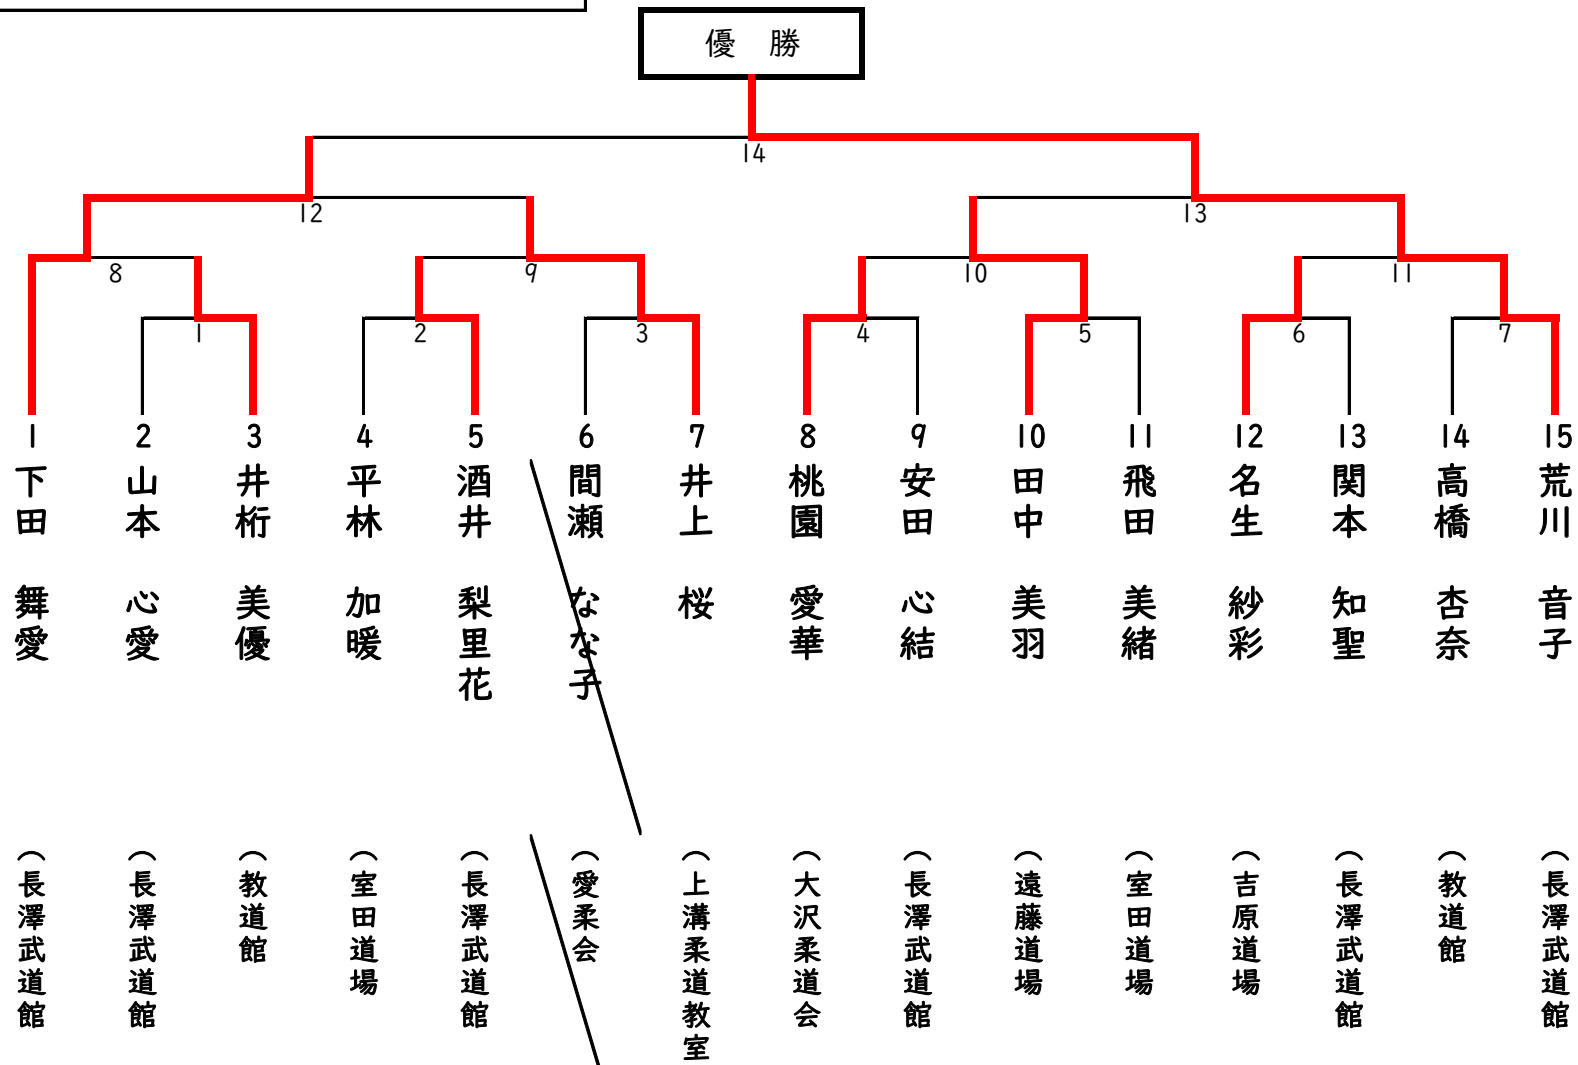 優　勝
14
12
13
8
9
10
11
1
2
3
4
5
6
7
1
2
3
4
5
6
7
8
9
10
11
12
13
14
15
下田　舞愛
山本　心愛
井桁　美優
平林　加暖
酒井　梨里花
間瀬　なな子
井上　桜
桃園　愛華
安田　心結
田中　美羽
飛田　美緒
名生　紗彩
関本　知聖
高橋　杏奈
荒川　音子
（長澤武道館
（長澤武道館
（教道館
（室田道場
（長澤武道館
（愛柔会
（上溝柔道教室
（大沢柔道会
（長澤武道館
（遠藤道場
（室田道場
（吉原道場
（長澤武道館
（教道館
（長澤武道館